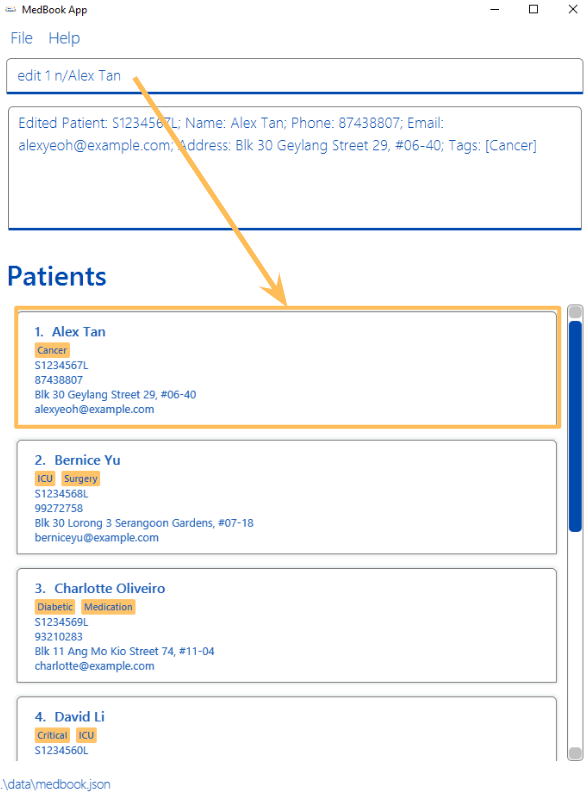 MedBook App
File Help
edit 1 n/Alex Tan
Edited Patient: S1234567L; Name: Alex Tan; Phone: 87438807; Email:
alexyeoh@example.com; Address: Blk 30 Geylang Street 29, #06-40; Tags: [Cancer]
Patients
1. Alex Tan
Cancer
S1234567L
87438807
Blk 30 Geylang Street 29, #06-40
alexyeoh@example.com
2. Bernice Yu
ICU Surgery
S1234568L
99272758
Blk 30 Lorong 3 Serangoon Gardens, #07-18
berniceyu@example.com
3. Charlotte Oliveiro
Diabetic Medication
S1234569L
93210283
Blk 11 Ang Mo Kio Street 74, #11-04
charlotte@example.com
4. David Li
Critical ICU
S1234560L
.\data\medbook.json